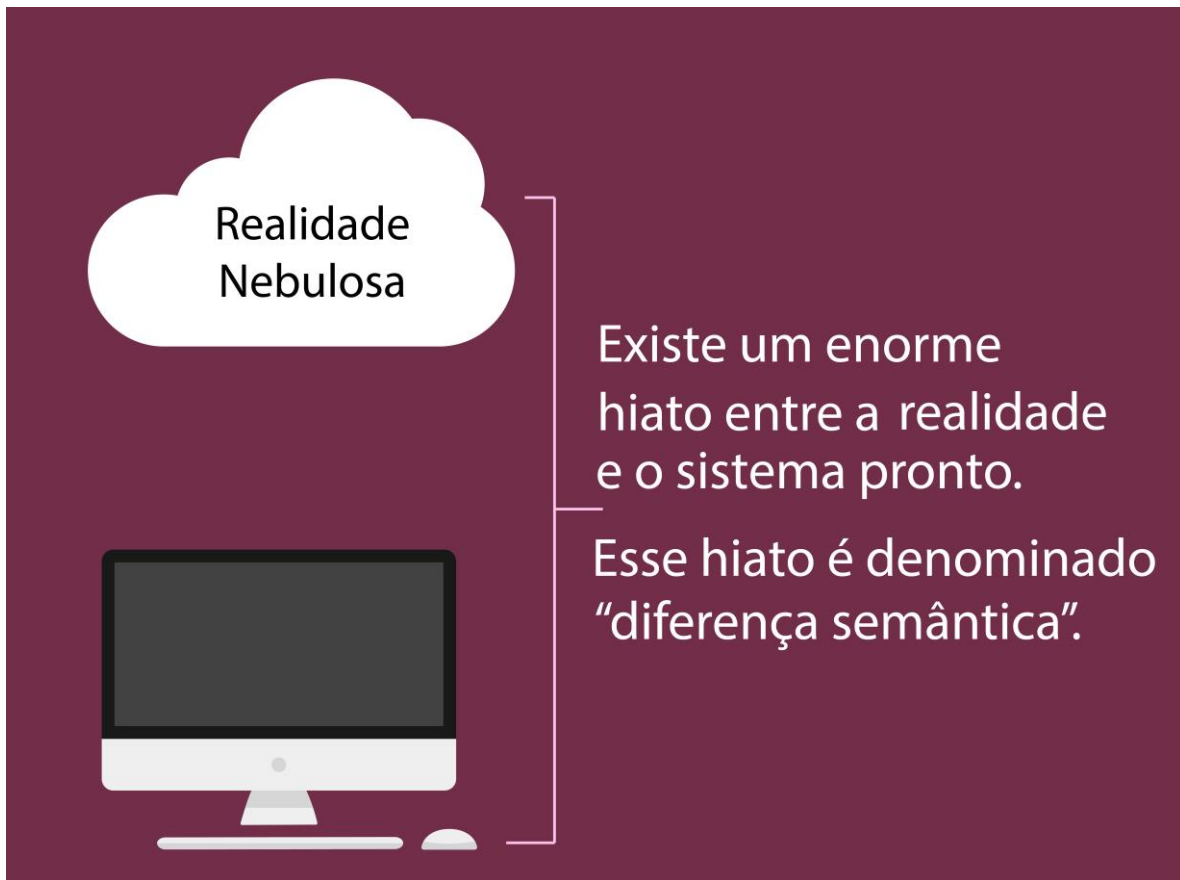 Realidade
Nebulosa
Existe um enorme
hiato entre a realidade
e o sistema pronto.
Esse hiato é denominado
“diferença semântica”.